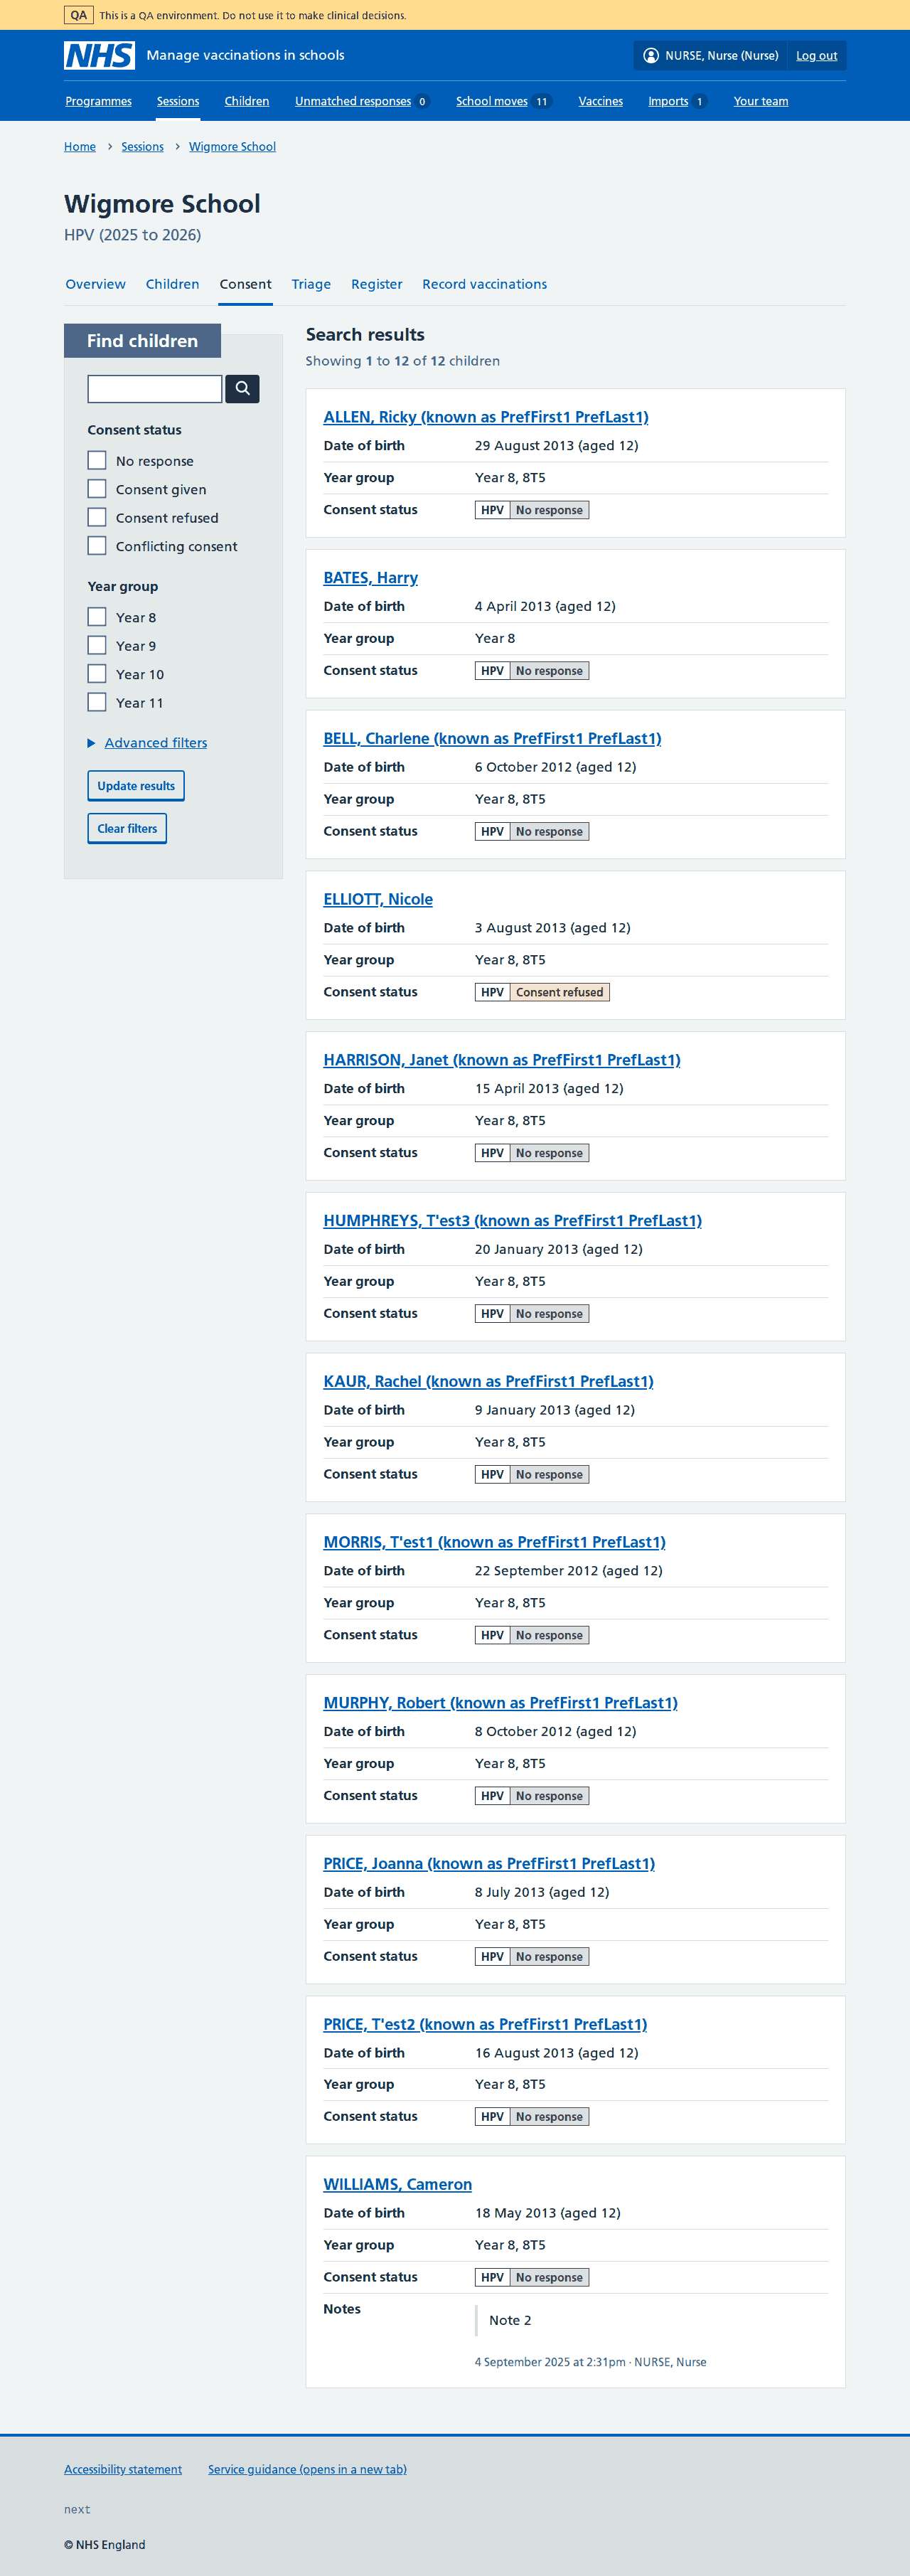 QA This is a QA environment. Do not use it to make clinical decisions.
NHS Manage vaccinations in schools NURSE, Nurse (Nurse) Log out
Programmes Sessions Children Unmatched responses 0 School moves 11 Vaccines Imports 1 Your team
Home Sessions Wigmore School
Wigmore School
HPV (2025 to 2026)
Overview Children Consent Triage Register Record vaccinations
Find children
Consent status
No response
Consent given
Consent refused
Conflicting consent
Year group
Year 8
Year 9
Year 10
Year 11
Advanced filters
Update results
Clear filters
Search results
Showing 1 to 12 of 12 children
ALLEN, Ricky (known as PrefFirst1 PrefLast1)
Date of birth 29 August 2013 (aged 12)
Year group Year 8, 8T5
Consent status HPV No response
BATES, Harry
Date of birth 4 April 2013 (aged 12)
Year group Year 8
Consent status HPV No response
BELL, Charlene (known as PrefFirst1 PrefLast1)
Date of birth 6 October 2012 (aged 12)
Year group Year 8, 8T5
Consent status HPV No response
ELLIOTT, Nicole
Date of birth 3 August 2013 (aged 12)
Year group Year 8, 8T5
Consent status HPV Consent refused
HARRISON, Janet (known as PrefFirst1 PrefLast1)
Date of birth 15 April 2013 (aged 12)
Year group Year 8, 8T5
Consent status HPV No response
HUMPHREYS, T'est3 (known as PrefFirst1 PrefLast1)
Date of birth 20 January 2013 (aged 12)
Year group Year 8, 8T5
Consent status HPV No response
KAUR, Rachel (known as PrefFirst1 PrefLast1)
Date of birth 9 January 2013 (aged 12)
Year group Year 8, 8T5
Consent status HPV No response
MORRIS, T'est1 (known as PrefFirst1 PrefLast1)
Date of birth 22 September 2012 (aged 12)
Year group Year 8, 8T5
Consent status HPV No response
MURPHY, Robert (known as PrefFirst1 PrefLast1)
Date of birth 8 October 2012 (aged 12)
Year group Year 8, 8T5
Consent status HPV No response
PRICE, Joanna (known as PrefFirst1 PrefLast1)
Date of birth 8 July 2013 (aged 12)
Year group Year 8, 8T5
Consent status HPV No response
PRICE, T'est2 (known as PrefFirst1 PrefLast1)
Date of birth 16 August 2013 (aged 12)
Year group Year 8, 8T5
Consent status HPV No response
WILLIAMS, Cameron
Date of birth 18 May 2013 (aged 12)
Year group Year 8, 8T5
Consent status HPV No response
Notes Note 2
4 September 2025 at 2:31pm · NURSE, Nurse
Accessibility statement Service guidance (opens in a new tab)
next
© NHS England